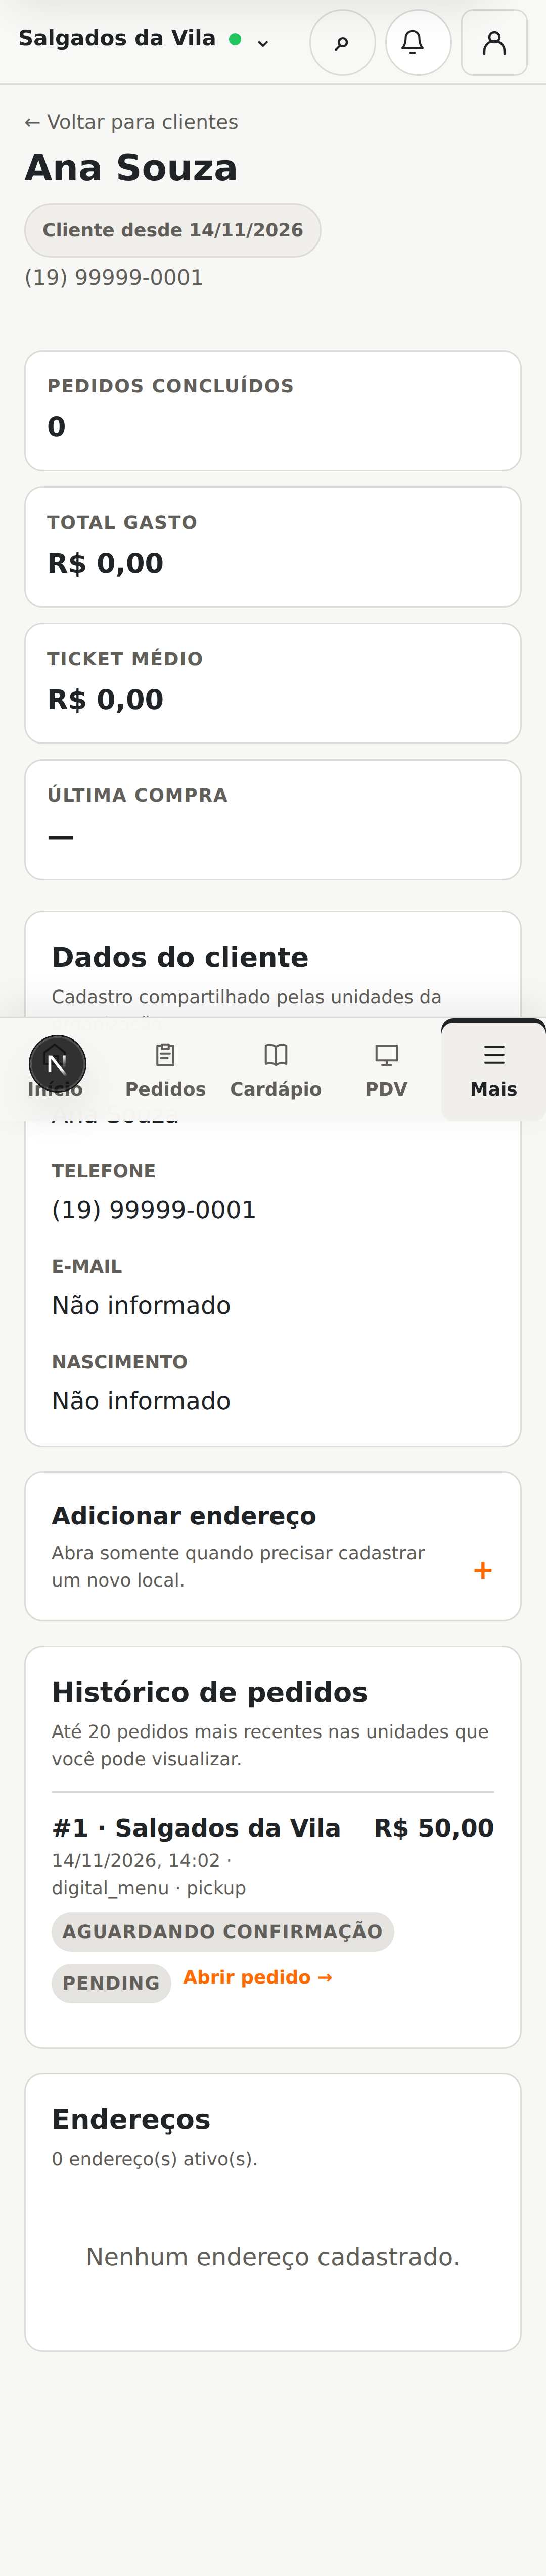 Salgados da Vila
← Voltar para clientes
Ana Souza
Cliente desde 14/11/2026
(19) 99999-0001
PEDIDOS CONCLUÍDOS
0
TOTAL GASTO
R$ 0,00
TICKET MÉDIO
R$ 0,00
ÚLTIMA COMPRA
—
Dados do cliente
Cadastro compartilhado pelas unidades da
N
Início
Pedidos
Cardápio
PDV
Mais
Ana Souza
TELEFONE
(19) 99999-0001
E-MAIL
Não informado
NASCIMENTO
Não informado
Adicionar endereço
Abra somente quando precisar cadastrar
um novo local.
+
Histórico de pedidos
Até 20 pedidos mais recentes nas unidades que
você pode visualizar.
#1 · Salgados da Vila R$ 50,00
14/11/2026, 14:02 ·
digital_menu · pickup
AGUARDANDO CONFIRMAÇÃO
PENDING Abrir pedido →
Endereços
0 endereço(s) ativo(s).
Nenhum endereço cadastrado.